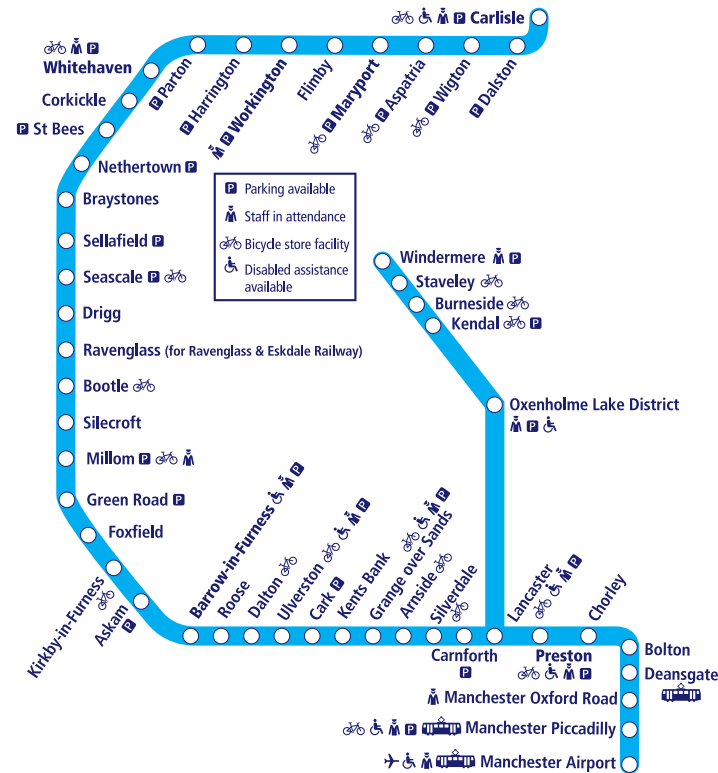 Carlisle
Whitehaven
Parton
Harrington
Workington
Flimby
Maryport
Aspatria
Wigton
Dalston
Corkickle
St Bees
Nethertown
Braystones
Sellafield
Seascale
Drigg
Ravenglass (for Ravenglass & Eskdale Railway)
Bootle
Silecroft
Millom
Green Road
Foxfield
Kirkby-in-Furness
Askam
P Parking available
Staff in attendance
Bicycle store facility
Disabled assistance
available
Windermere
Staveley
Burneside
Kendal
Oxenholme Lake District
Barrow-in-Furness
Roose
Dalton
Ulverston
Cark
Kents Bank
Grange over Sands
Arnside
Silverdale
Carnforth
Lancaster
Preston
Chorley
Bolton
Deansgate
Manchester Oxford Road
Manchester Piccadilly
Manchester Airport